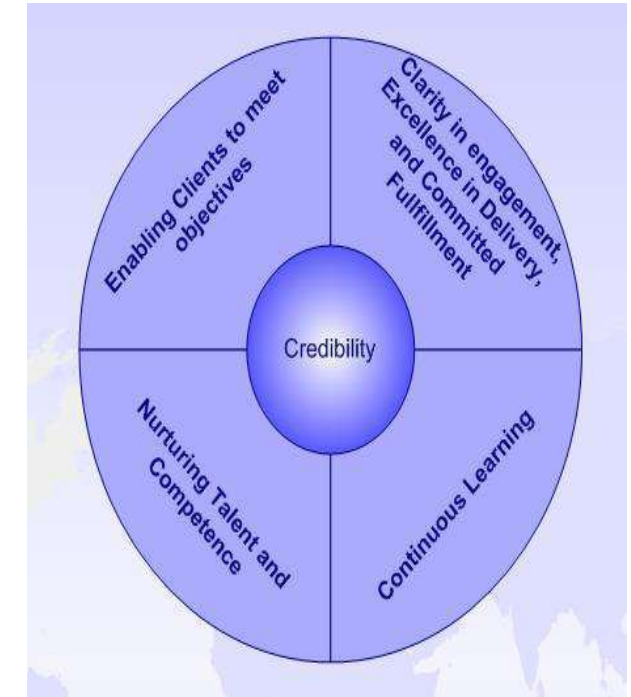 Enabling Clients to meet
objectives
Clarity in engagement,
Excellence in Delivery,
and Committed
Fullfillment
Credibility
Nurturing Talent and
Competence
Continuous Learning